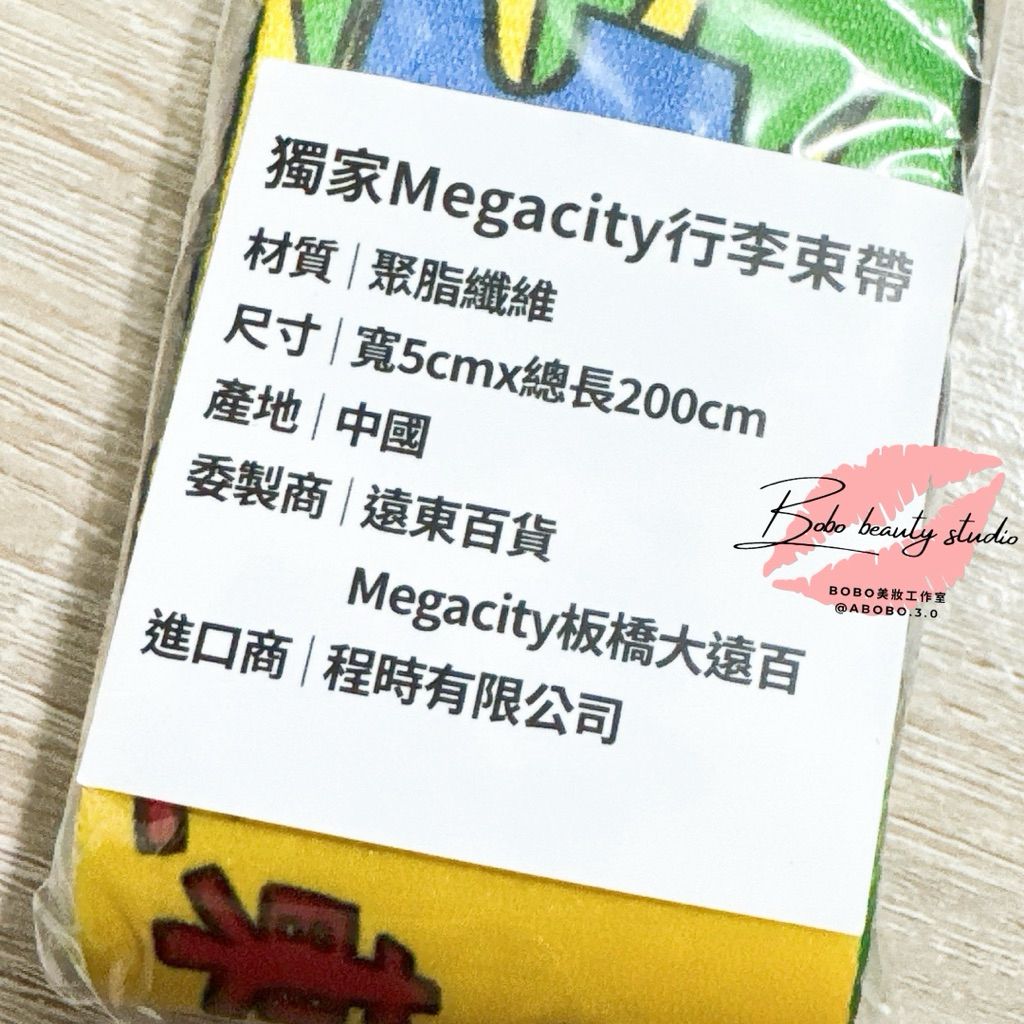 獨家Megacity行李束帶
材質｜聚脂纖維
尺寸｜寬5cmx總長200cm
產地｜中國
委製商｜遠東百貨
Megacity板橋大遠百
進口商｜程時有限公司
Bobo beauty studio
BOBO美妝工作室
@ABOBO.3.0